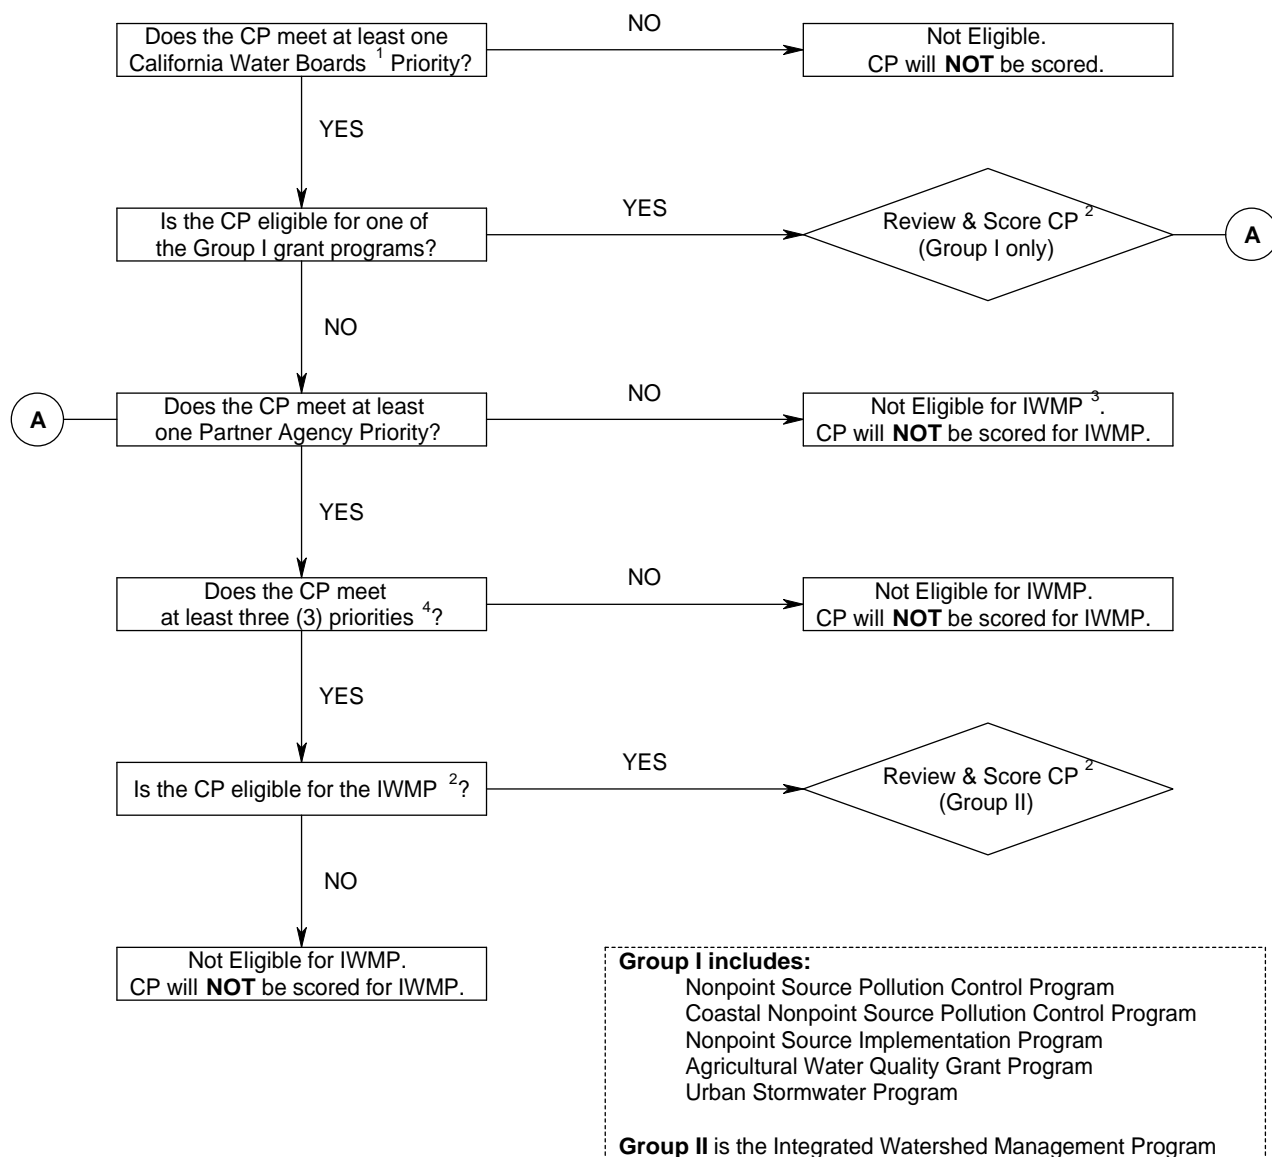 Does the CP meet at least one
California Water Boards 1 Priority?
NO
Not Eligible.
CP will NOT be scored.
YES
Is the CP eligible for one of
the Group I grant programs?
YES
Review & Score CP 2
(Group I only)
A
NO
A
Does the CP meet at least
one Partner Agency Priority?
NO
Not Eligible for IWMP 3.
CP will NOT be scored for IWMP.
YES
Does the CP meet
at least three (3) priorities 4?
NO
Not Eligible for IWMP.
CP will NOT be scored for IWMP.
YES
Is the CP eligible for the IWMP 2?
YES
Review & Score CP 2
(Group II)
NO
Not Eligible for IWMP.
CP will NOT be scored for IWMP.
Group I includes:
Nonpoint Source Pollution Control Program
Coastal Nonpoint Source Pollution Control Program
Nonpoint Source Implementation Program
Agricultural Water Quality Grant Program
Urban Stormwater Program
Group II is the Integrated Watershed Management Program